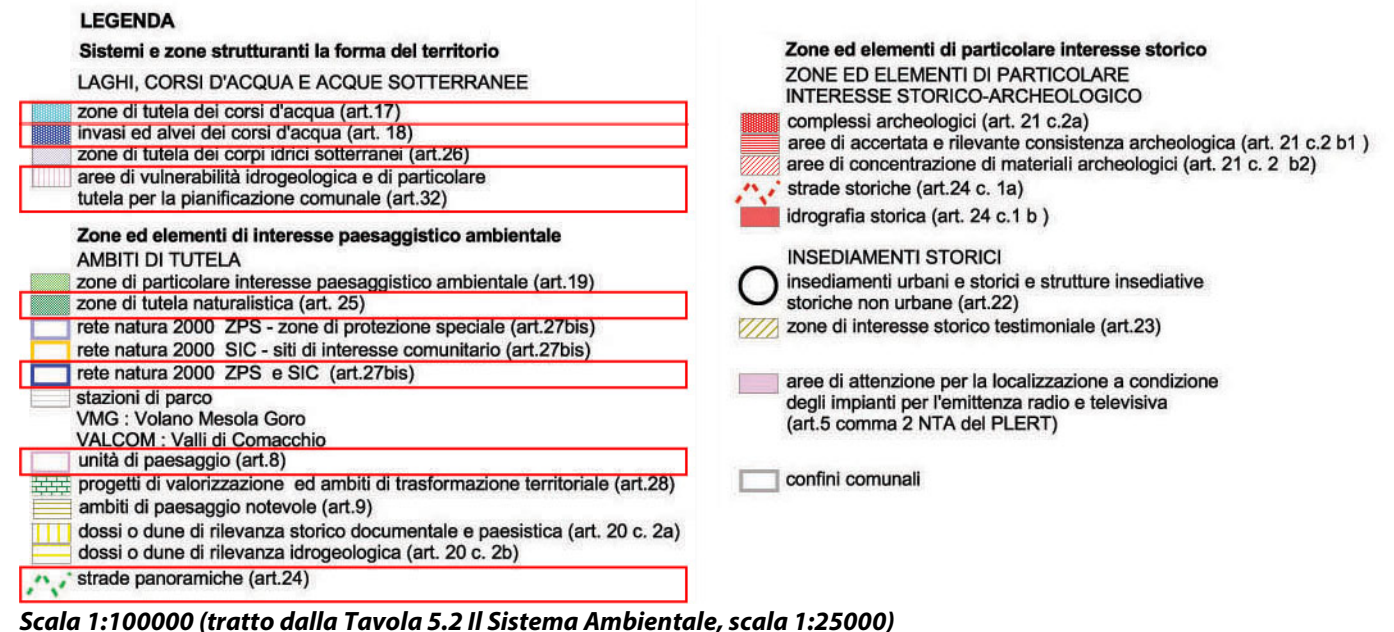 LEGENDA
Sistemi e zone strutturanti la forma del territorio
LAGHI, CORSI D'ACQUA E ACQUE SOTTERRANEE
zone di tutela dei corsi d'acqua (art.17)
invasi ed alvei dei corsi d'acqua (art. 18)
zone di tutela dei corpi idrici sotterranei (art.26)
aree di vulnerabilità idrogeologica e di particolare
tutela per la pianificazione comunale (art.32)
Zone ed elementi di interesse paesaggistico ambientale
AMBITI DI TUTELA
zone di particolare interesse paesaggistico ambientale (art.19)
zone di tutela naturalistica (art. 25)
rete natura 2000 ZPS - zone di protezione speciale (art.27bis)
rete natura 2000 SIC - siti di interesse comunitario (art.27bis)
rete natura 2000 ZPS e SIC (art.27bis)
stazioni di parco
VMG : Volano Mesola Goro
VALCOM : Valli di Comacchio
unità di paesaggio (art.8)
progetti di valorizzazione ed ambiti di trasformazione territoriale (art.28)
ambiti di paesaggio notevole (art.9)
dossi o dune di rilevanza storico documentale e paesistica (art. 20 c. 2a)
dossi o dune di rilevanza idrogeologica (art. 20 c. 2b)
strade panoramiche (art.24)
Zone ed elementi di particolare interesse storico
ZONE ED ELEMENTI DI PARTICOLARE
INTERESSE STORICO-ARCHEOLOGICO
complessi archeologici (art. 21 c.2a)
aree di accertata e rilevante consistenza archeologica (art. 21 c.2 b1 )
aree di concentrazione di materiali archeologici (art. 21 c. 2 b2)
strade storiche (art.24 c. 1a)
idrografia storica (art. 24 c.1 b )
INSEDIAMENTI STORICI
insediamenti urbani e storici e strutture insediative
storiche non urbane (art.22)
zone di interesse storico testimoniale (art.23)
aree di attenzione per la localizzazione a condizione
degli impianti per l'emittenza radio e televisiva
(art.5 comma 2 NTA del PLERT)
confini comunali
Scala 1:100000 (tratto dalla Tavola 5.2 Il Sistema Ambientale, scala 1:25000)